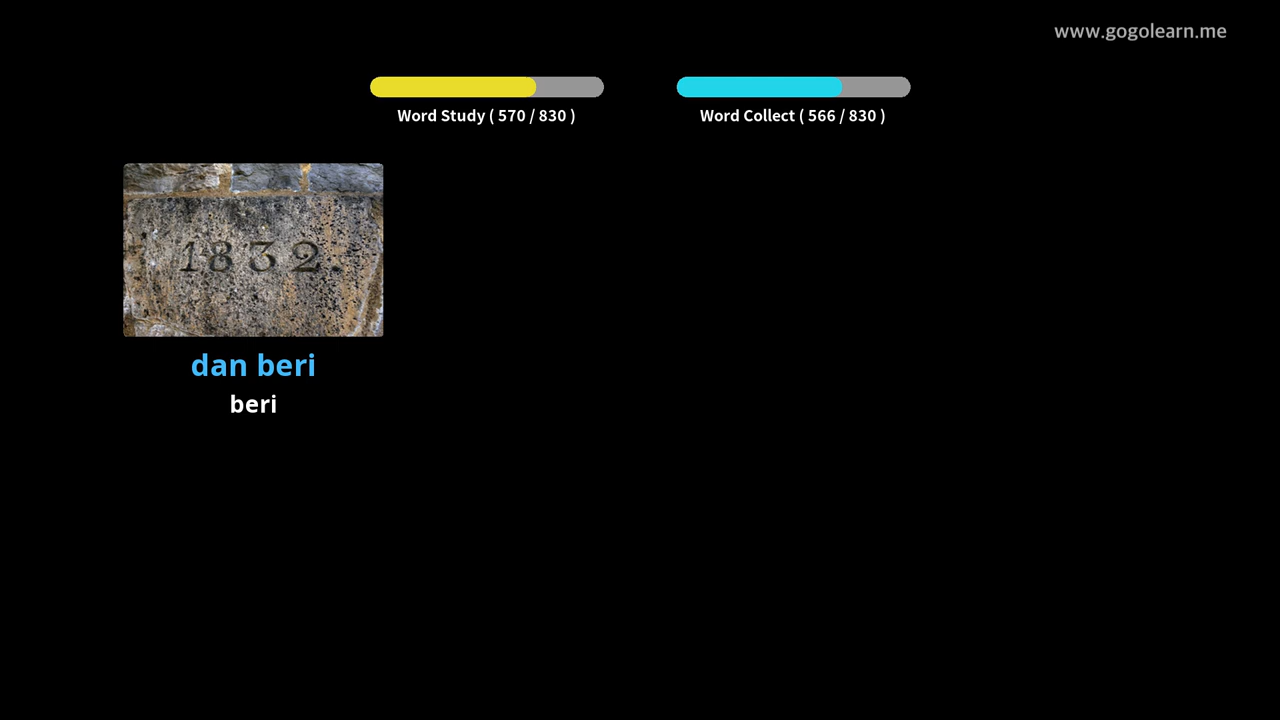 www.gogolearn.me
Word Study ( 570 / 830 )
Word Collect ( 566 / 830 )
1832.
dan beri
beri